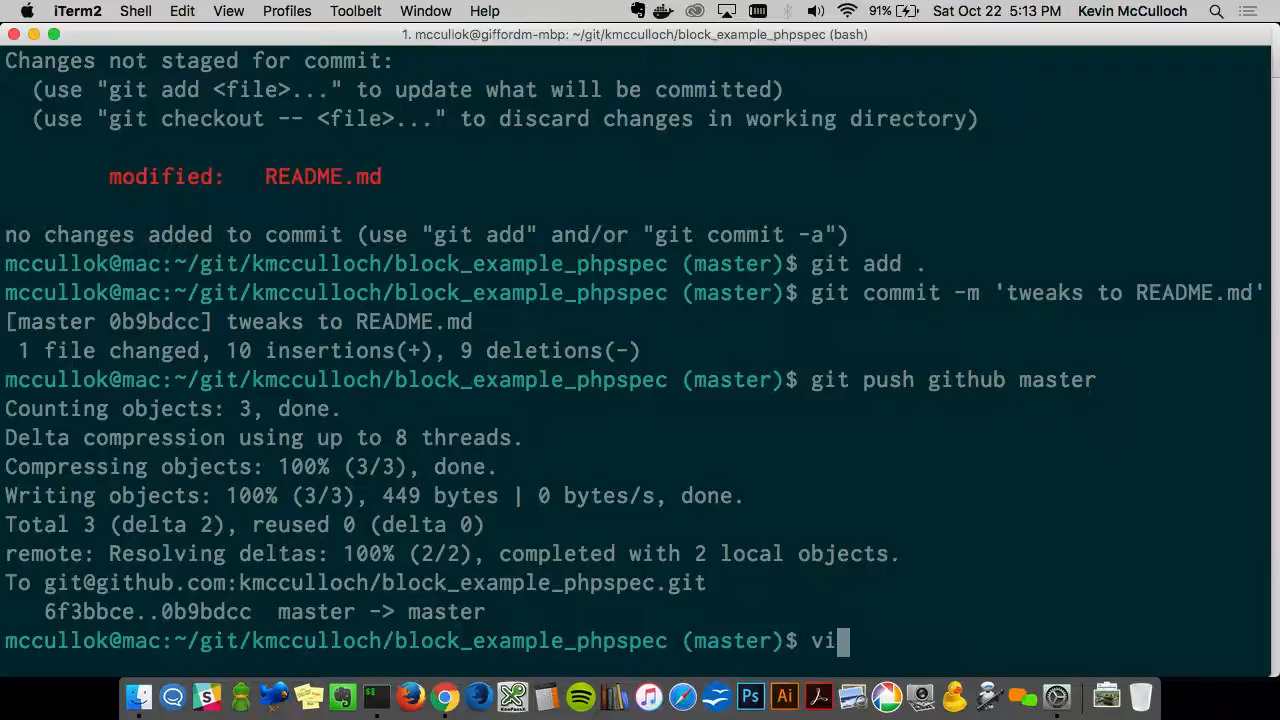 iTerm2 Shell Edit View Profiles Toolbelt Window Help 91% Sat Oct 22 5:13 PM Kevin McCulloch
1. mccullok@giffordm-mbp: ~/git/kmcculloch/block_example_phpspec (bash)
Changes not staged for commit:
(use "git add <file>..." to update what will be committed)
(use "git checkout -- <file>..." to discard changes in working directory)
modified: README.md
no changes added to commit (use "git add" and/or "git commit -a")
mccullok@mac:~/git/kmcculloch/block_example_phpspec (master)$ git add .
mccullok@mac:~/git/kmcculloch/block_example_phpspec (master)$ git commit -m 'tweaks to README.md'
[master 0b9bdcc] tweaks to README.md
1 file changed, 10 insertions(+), 9 deletions(-)
mccullok@mac:~/git/kmcculloch/block_example_phpspec (master)$ git push github master
Counting objects: 3, done.
Delta compression using up to 8 threads.
Compressing objects: 100% (3/3), done.
Writing objects: 100% (3/3), 449 bytes | 0 bytes/s, done.
Total 3 (delta 2), reused 0 (delta 0)
remote: Resolving deltas: 100% (2/2), completed with 2 local objects.
To git@github.com:kmcculloch/block_example_phpspec.git
6f3bbce..0b9bdcc master -> master
mccullok@mac:~/git/kmcculloch/block_example_phpspec (master)$ vi
Ps Ai